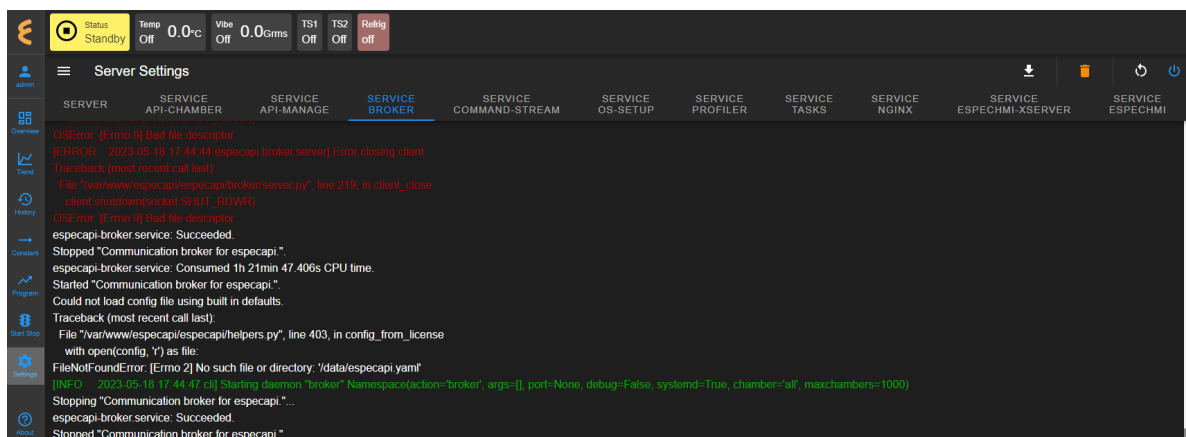 Status
Standby
Temp
Off
0.0°C
Vibe
Off
0.0Grms
TS1
Off
TS2
Off
Refrig
off
admin
Server Settings
SERVER
SERVICE
API-CHAMBER
SERVICE
API-MANAGE
SERVICE
BROKER
SERVICE
COMMAND-STREAM
SERVICE
OS-SETUP
SERVICE
PROFILER
SERVICE
TASKS
SERVICE
NGINX
SERVICE
ESPECHMI-XSERVER
SERVICE
ESPECHMI
Overview
Trend
History
Constant
Program
Start Stop
Settings
About
OSError: [Errno 9] Bad file descriptor
[ERROR 2023-05-18 17:44:44 especapi.broker.server] Error closing client
Traceback (most recent call last):
File "/var/www/especapi/especapi/broker/server.py", line 219, in client_close
client.shutdown(socket.SHUT_RDWR)
OSError: [Errno 9] Bad file descriptor
especapi-broker.service: Succeeded.
Stopped "Communication broker for especapi.".
especapi-broker.service: Consumed 1h 21min 47.406s CPU time.
Started "Communication broker for especapi.".
Could not load config file using built in defaults.
Traceback (most recent call last):
File "/var/www/especapi/especapi/helpers.py", line 403, in config_from_license
with open(config, 'r') as file:
FileNotFoundError: [Errno 2] No such file or directory: '/data/especapi.yaml'
[INFO 2023-05-18 17:44:47 cli] Starting daemon "broker" Namespace(action='broker', args=[], port=None, debug=False, systemd=True, chamber='all', maxchambers=1000)
Stopping "Communication broker for especapi."...
especapi-broker.service: Succeeded.
Stopped "Communication broker for especapi."